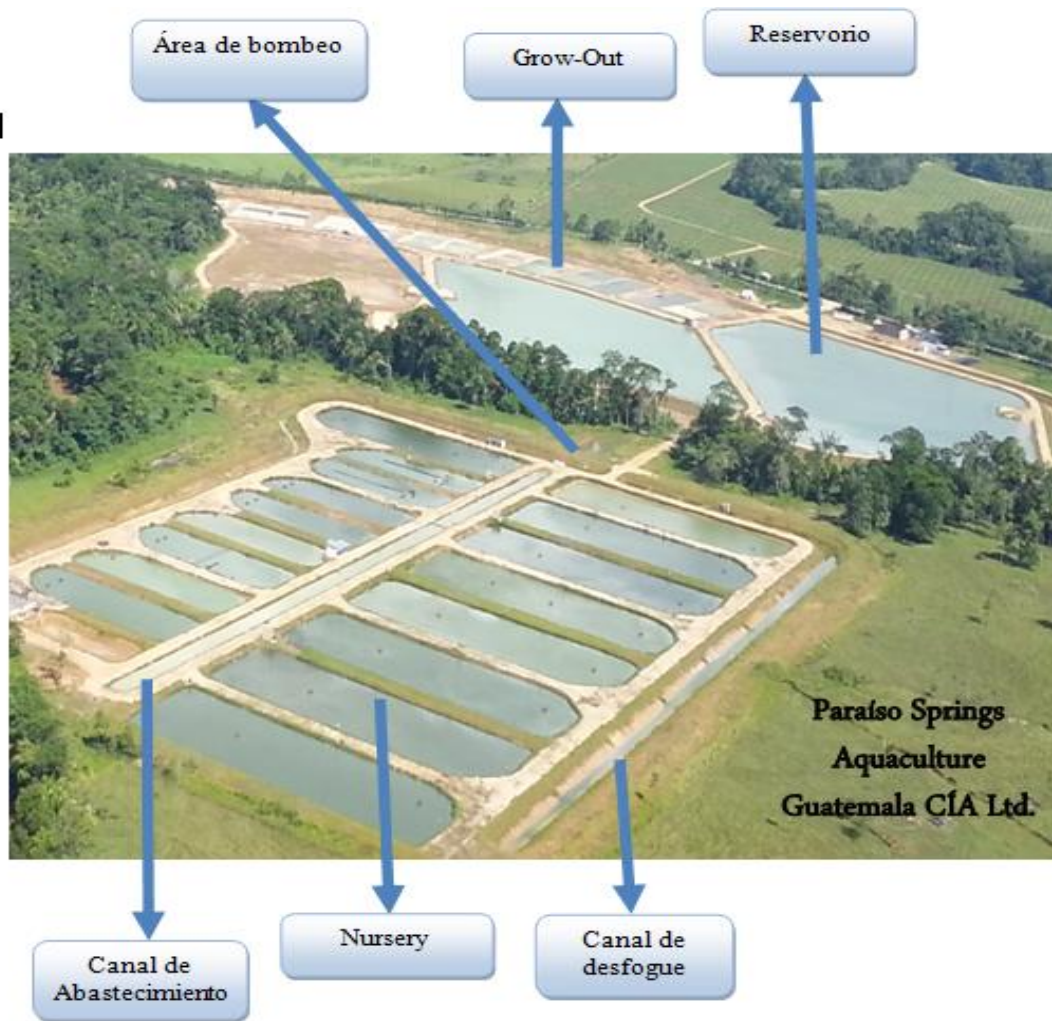 Área de bombeo
Grow-Out
Reservorio
Paraíso Springs
Aquaculture
Guatemala CÍA Ltd.
Canal de
Abastecimiento
Nursery
Canal de
desfogue